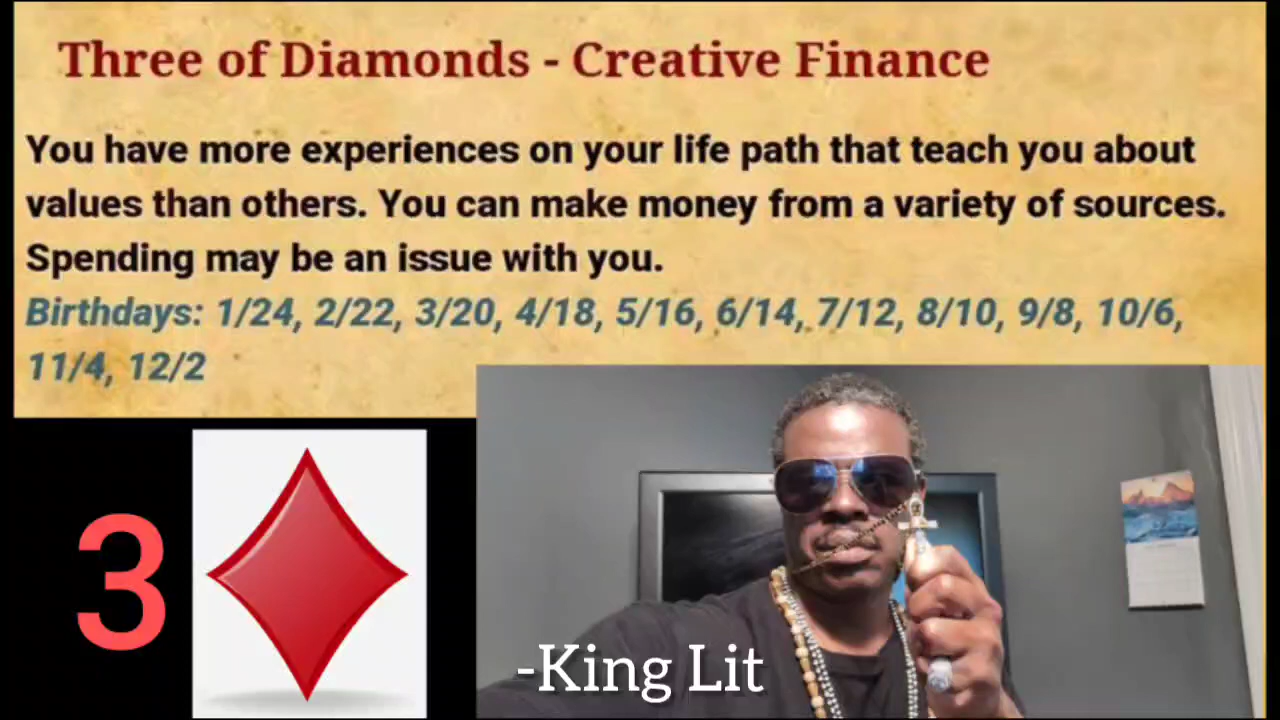 Three of Diamonds - Creative Finance
You have more experiences on your life path that teach you about
values than others. You can make money from a variety of sources.
Spending may be an issue with you.
Birthdays: 1/24, 2/22, 3/20, 4/18, 5/16, 6/14, 7/12, 8/10, 9/8, 10/6,
11/4, 12/2
3
-King Lit